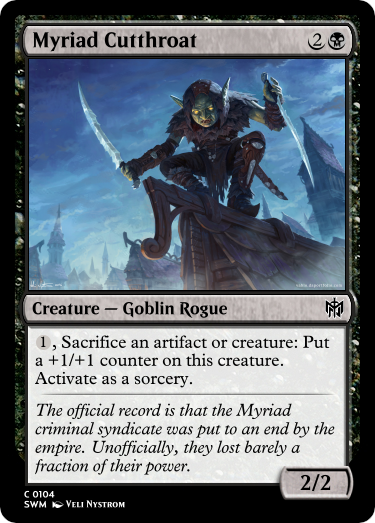 Myriad Cutthroat 2
Creature — Goblin Rogue
1, Sacrifice an artifact or creature: Put
a +1/+1 counter on this creature.
Activate as a sorcery.
The official record is that the Myriad
criminal syndicate was put to an end by the
empire. Unofficially, they lost barely a
fraction of their power.
2/2
C 0104
SWM Veli Nystrom